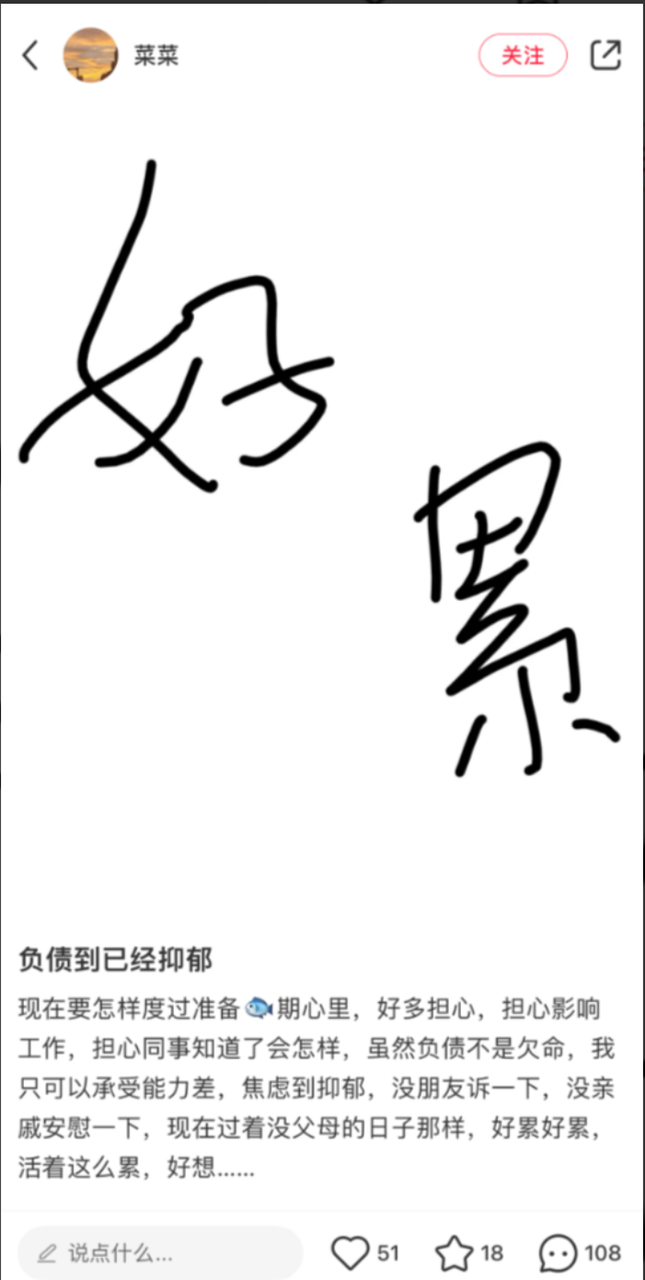 菜菜
关注
好
累
负债到已经抑郁
现在要怎样度过准备🐟期心里，好多担心，担心影响
工作，担心同事知道了会怎样，虽然负债不是欠命，我
只可以承受能力差，焦虑到抑郁，没朋友诉一下，没亲
戚安慰一下，现在过着没父母的日子那样，好累好累，
活着这么累，好想......
说点什么... 51 18 108